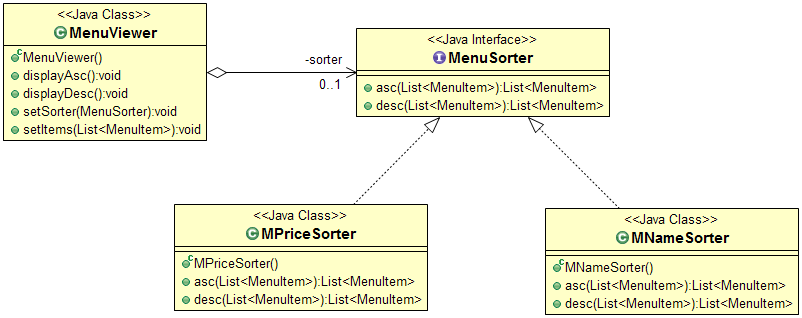 <<Java Class>>
MenuViewer
MenuViewer()
displayAsc():void
displayDesc():void
setSorter(MenuSorter):void
setItems(List<MenuItem>):void
-sorter
0..1
<<Java Interface>>
MenuSorter
asc(List<MenuItem>):List<MenuItem>
desc(List<MenuItem>):List<MenuItem>
<<Java Class>>
MPriceSorter
MPriceSorter()
asc(List<MenuItem>):List<MenuItem>
desc(List<MenuItem>):List<MenuItem>
<<Java Class>>
MNameSorter
MNameSorter()
asc(List<MenuItem>):List<MenuItem>
desc(List<MenuItem>):List<MenuItem>